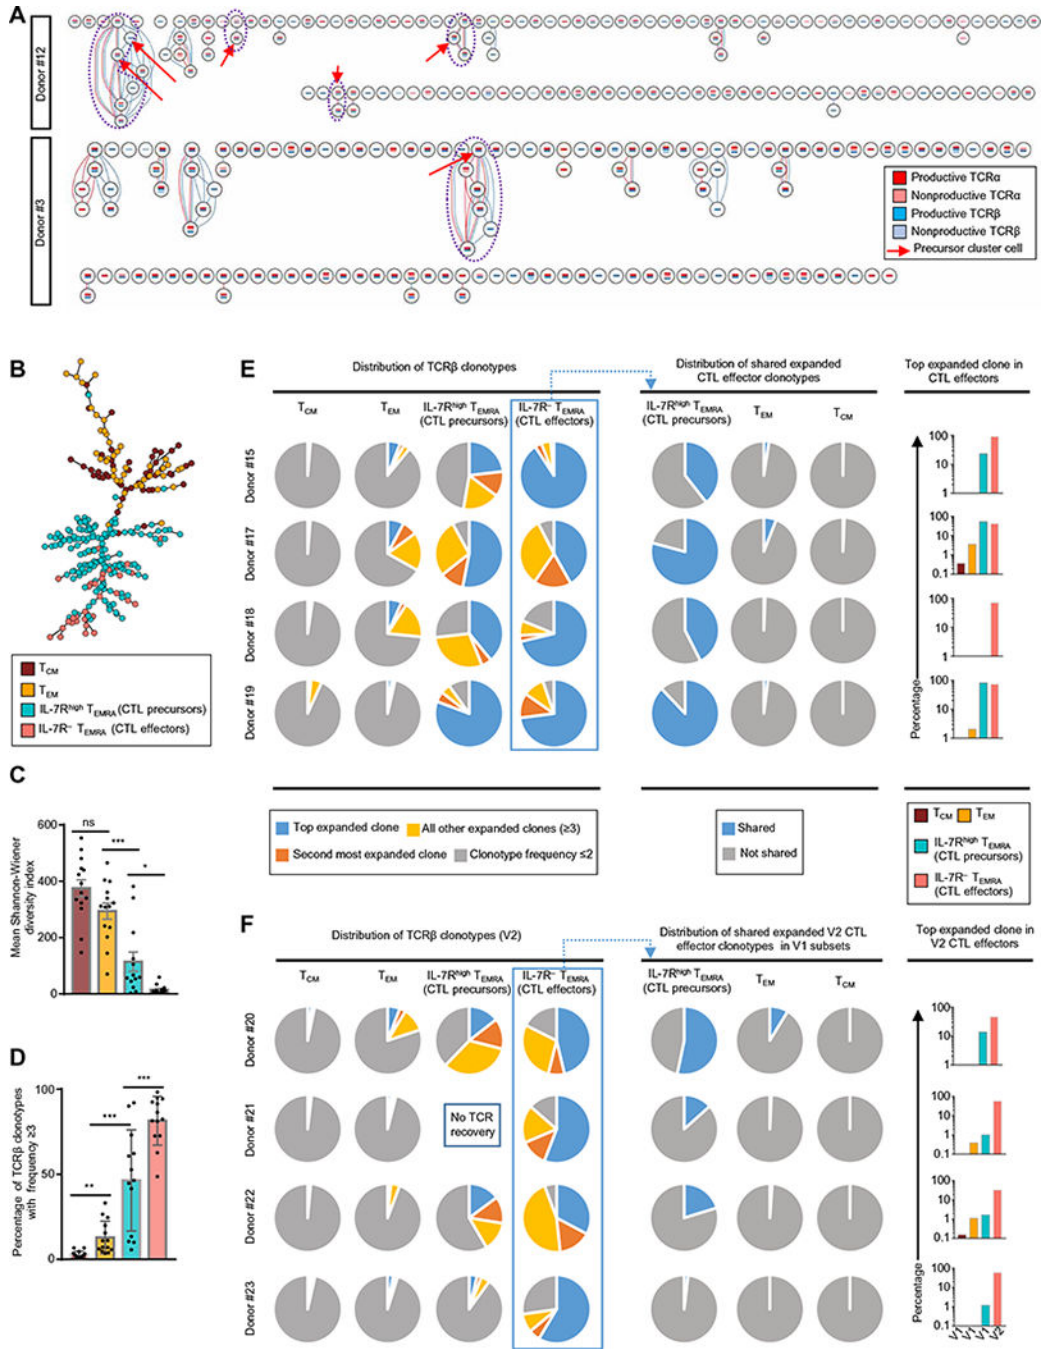 A
Donor #12
Donor #3
Productive TCRα
Nonproductive TCRα
Productive TCRβ
Nonproductive TCRβ
Precursor cluster cell
B
TCM
TEM
IL-7Rhigh TEMRA (CTL precursors)
IL-7R– TEMRA (CTL effectors)
C
Mean Shannon-Wiener
diversity index
600
400
200
0
ns
***
*
D
Percentage of TCRβ clonotypes
with frequency ≥3
100
50
0
**
***
***
E
Distribution of TCRβ clonotypes
Distribution of shared expanded
CTL effector clonotypes
Top expanded clone in
CTL effectors
TCM
TEM
IL-7Rhigh TEMRA
(CTL precursors)
IL-7R– TEMRA
(CTL effectors)
IL-7Rhigh TEMRA
(CTL precursors)
TEM
TCM
Donor #15
100
10
1
Donor #17
100
10
1
0.1
Donor #18
100
10
1
Donor #19
100
10
1
Percentage
Top expanded clone
All other expanded clones (≥3)
Second most expanded clone
Clonotype frequency ≤2
Shared
Not shared
TCM
TEM
IL-7Rhigh TEMRA
(CTL precursors)
IL-7R– TEMRA
(CTL effectors)
F
Distribution of TCRβ clonotypes (V2)
Distribution of shared expanded V2 CTL
effector clonotypes in V1 subsets
Top expanded clone in
V2 CTL effectors
TCM
TEM
IL-7Rhigh TEMRA
(CTL precursors)
IL-7R– TEMRA
(CTL effectors)
IL-7Rhigh TEMRA
(CTL precursors)
TEM
TCM
Donor #20
100
10
1
Donor #21
No TCR
recovery
100
10
1
0.1
Donor #22
100
10
1
0.1
Donor #23
100
10
1
Percentage
V1 V1 V1 V2